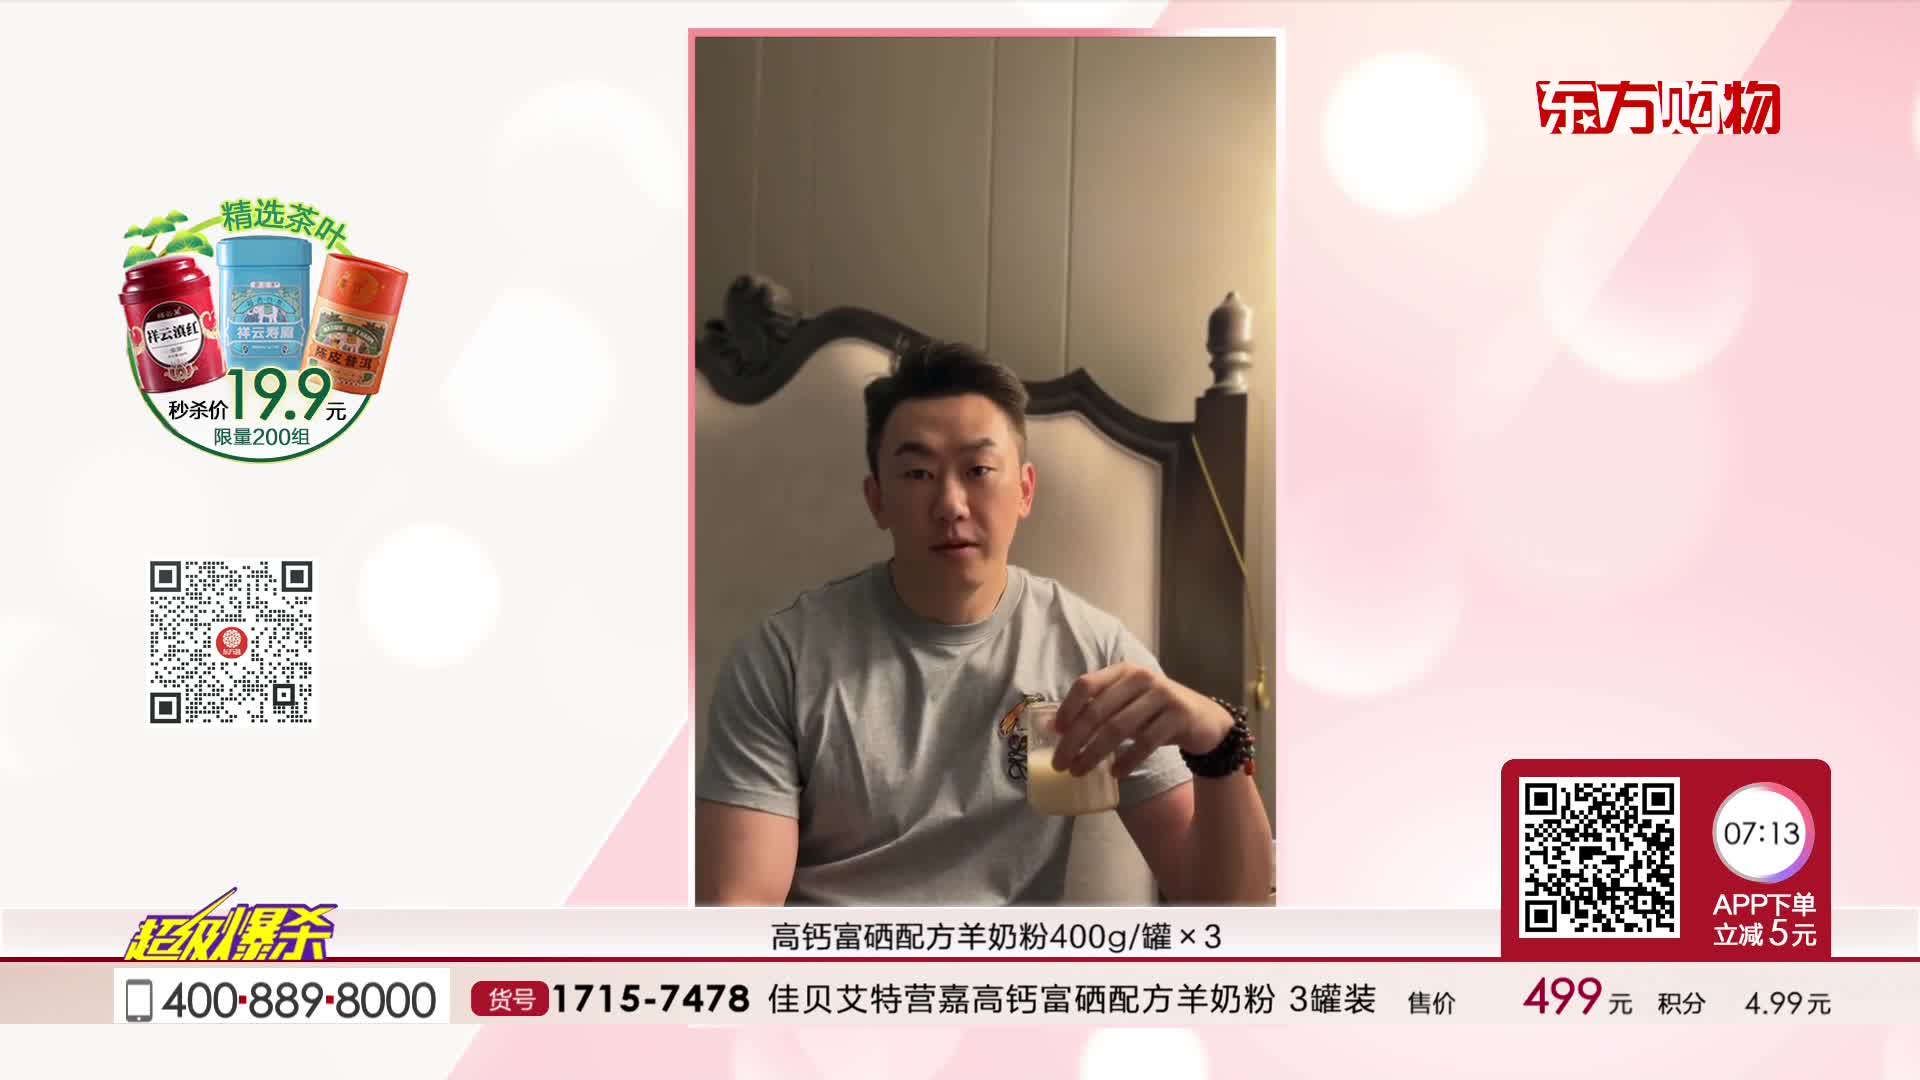 东方购物
精选茶叶
祥云滇红
祥云寿眉
陈皮普洱
秒杀价19.9元
限量200组
07:13
APP下单
立减5元
超级爆杀
高钙富硒配方羊奶粉400g/罐×3
400-889-8000
货号 1715-7478 佳贝艾特营嘉高钙富硒配方羊奶粉 3罐装 售价 499元 积分 4.99元